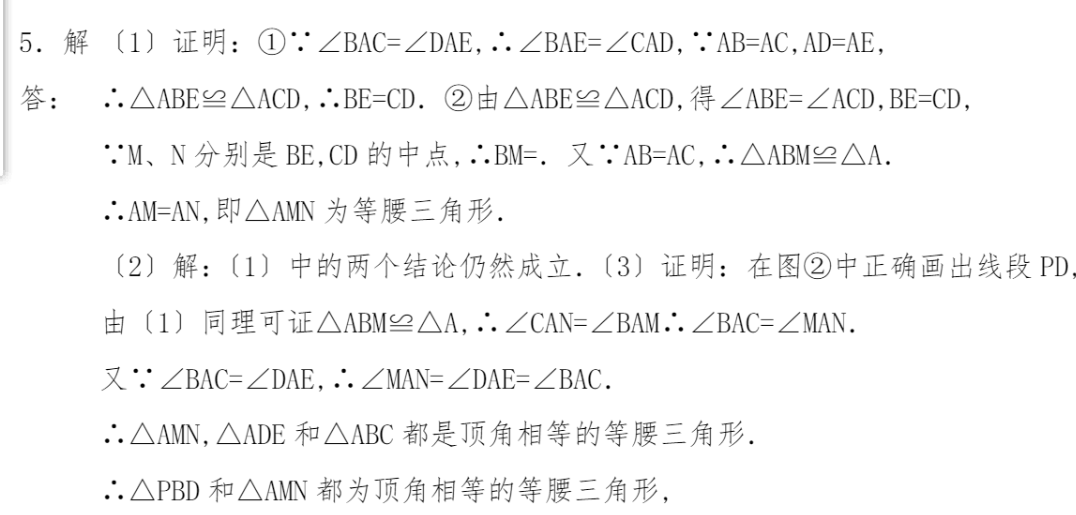 5. 解 〔1〕证明: ①∵∠BAC=∠DAE,∴∠BAE=∠CAD,∵AB=AC,AD=AE,
答: ∴△ABE≌△ACD,∴BE=CD. ②由△ABE≌△ACD,得∠ABE=∠ACD,BE=CD,
∵M、N 分别是 BE,CD 的中点,∴BM=. 又∵AB=AC,∴△ABM≌△A.
∴AM=AN,即△AMN 为等腰三角形.
〔2〕解:〔1〕中的两个结论仍然成立.〔3〕证明: 在图②中正确画出线段 PD,
由〔1〕同理可证△ABM≌△A,∴∠CAN=∠BAM∴∠BAC=∠MAN.
又∵∠BAC=∠DAE,∴∠MAN=∠DAE=∠BAC.
∴△AMN,△ADE 和△ABC 都是顶角相等的等腰三角形.
∴△PBD 和△AMN 都为顶角相等的等腰三角形,